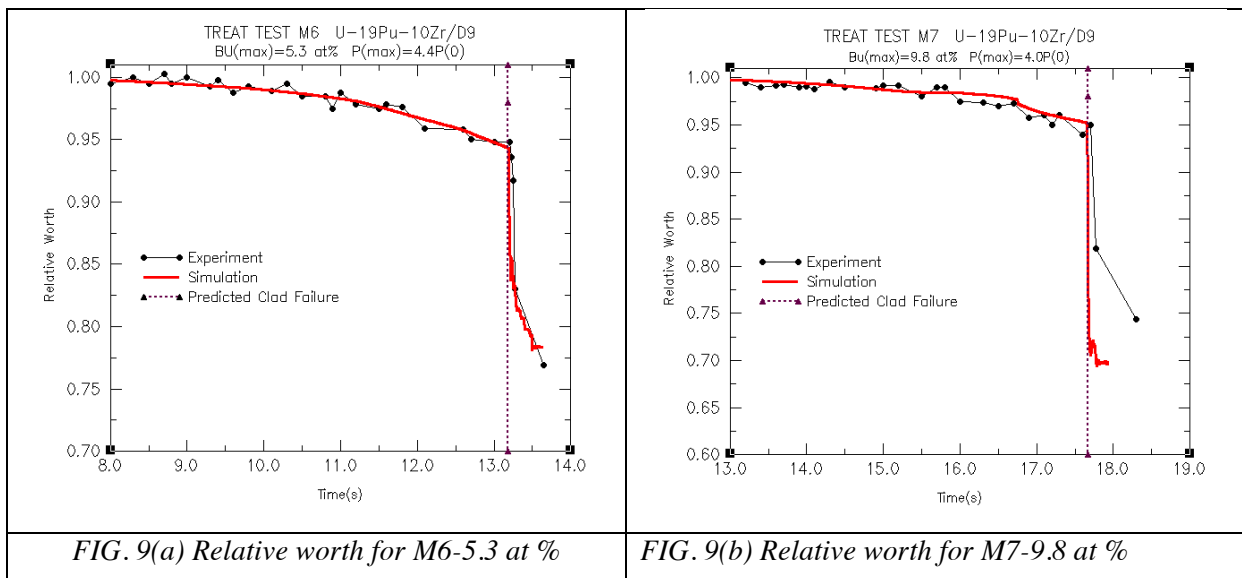 TREAT TEST M6 U-19Pu-10Zr/D9
BU(max)=5.3 at% P(max)=4.4P(0)
1.00
0.95
0.90
0.85
0.80
0.75
0.70
Relative Worth
Experiment
Simulation
Predicted Clad Failure
8.0 9.0 10.0 11.0 12.0 13.0 14.0
Time(s)
FIG. 9(a) Relative worth for M6-5.3 at %
TREAT TEST M7 U-19Pu-10Zr/D9
Bu(max)=9.8 at% P(max)=4.0P(0)
1.00
0.95
0.90
0.85
0.80
0.75
0.70
0.65
0.60
Relative Worth
Experiment
Simulation
Predicted Clad Failure
13.0 14.0 15.0 16.0 17.0 18.0 19.0
Time(s)
FIG. 9(b) Relative worth for M7-9.8 at %